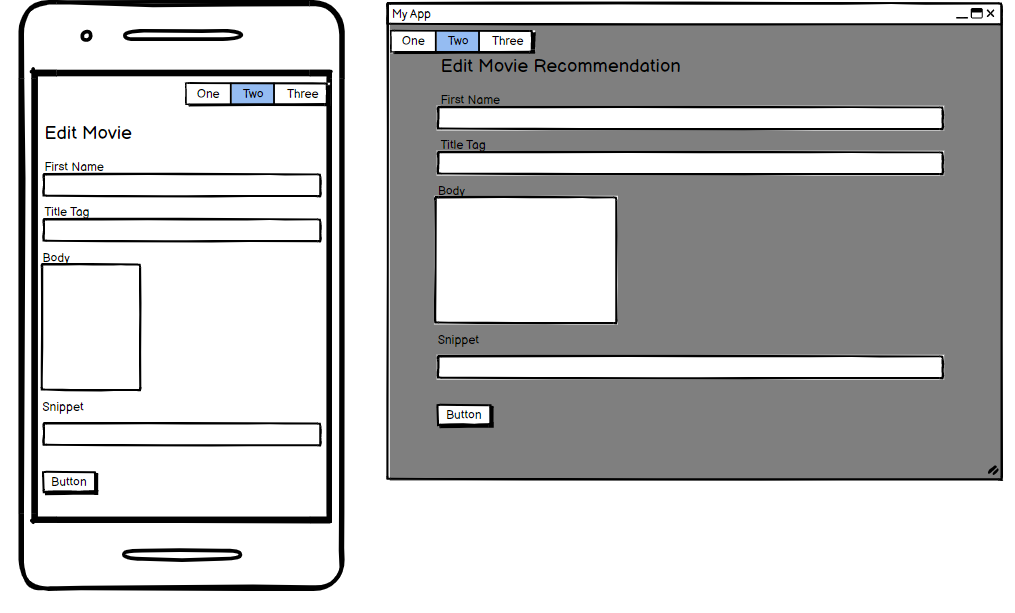 One Two Three
Edit Movie
First Name
Title Tag
Body
Snippet
Button
My App
One Two Three
Edit Movie Recommendation
First Name
Title Tag
Body
Snippet
Button